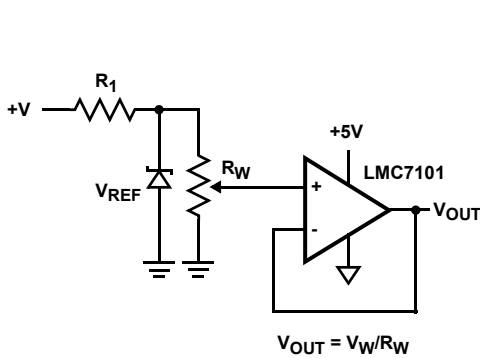 R1
+V
+5V
RW
LMC7101
VREF
+
VOUT
-
VOUT = VW/RW